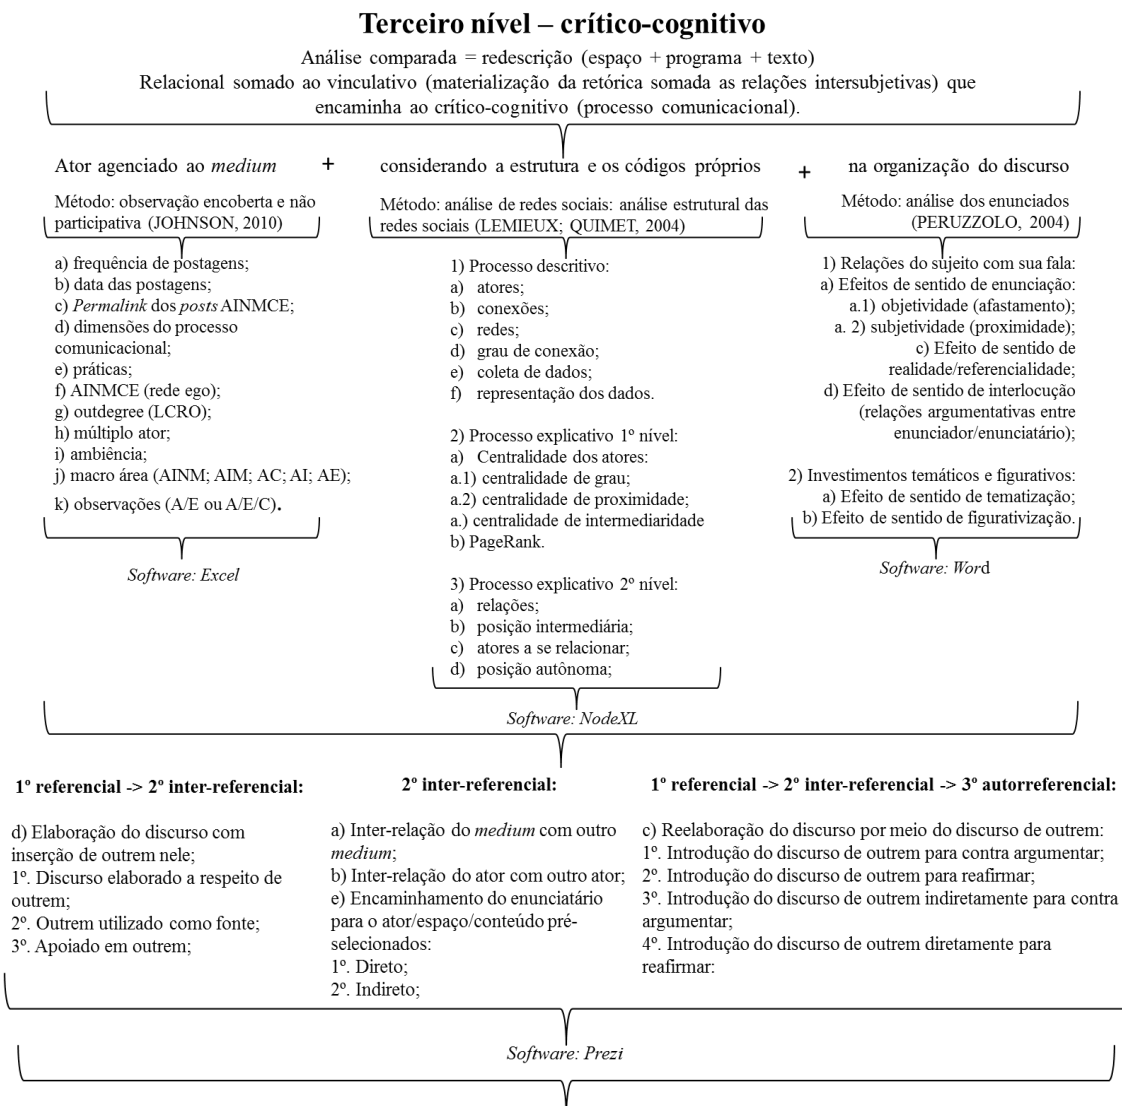 Terceiro nível – crítico-cognitivo
Análise comparada = redescrição (espaço + programa + texto)
Relacional somado ao vinculativo (materialização da retórica somada as relações intersubjetivas) que
encaminha ao crítico-cognitivo (processo comunicacional).
Ator agenciado ao medium
+
considerando a estrutura e os códigos próprios
+
na organização do discurso
Método: observação encoberta e não
participativa (JOHNSON, 2010)
a) frequência de postagens;
b) data das postagens;
c) Permalink dos posts AINMCE;
d) dimensões do processo
comunicacional;
e) práticas;
f) AINMCE (rede ego);
g) outdegree (LCRO);
h) múltiplo ator;
i) ambiência;
j) macro área (AINM; AIM; AC; AI; AE);
k) observações (A/E ou A/E/C).
Software: Excel
Método: análise de redes sociais: análise estrutural das
redes sociais (LEMIEUX; QUIMET, 2004)
1) Processo descritivo:
a) atores;
b) conexões;
c) redes;
d) grau de conexão;
e) coleta de dados;
f) representação dos dados.
2) Processo explicativo 1º nível:
a) Centralidade dos atores:
a.1) centralidade de grau;
a.2) centralidade de proximidade;
a.) centralidade de intermediaridade
b) PageRank.
3) Processo explicativo 2º nível:
a) relações;
b) posição intermediária;
c) atores a se relacionar;
d) posição autônoma;
Software: NodeXL
Método: análise dos enunciados
(PERUZZOLO, 2004)
1) Relações do sujeito com sua fala:
a) Efeitos de sentido de enunciação:
a.1) objetividade (afastamento);
a. 2) subjetividade (proximidade);
c) Efeito de sentido de
realidade/referencialidade;
d) Efeito de sentido de interlocução
(relações argumentativas entre
enunciador/enunciatário);
2) Investimentos temáticos e figurativos:
a) Efeito de sentido de tematização;
b) Efeito de sentido de figurativização.
Software: Word
1º referencial -> 2º inter-referencial:
d) Elaboração do discurso com
inserção de outrem nele;
1º. Discurso elaborado a respeito de
outrem;
2º. Outrem utilizado como fonte;
3º. Apoiado em outrem;
2º inter-referencial:
a) Inter-relação do medium com outro
medium;
b) Inter-relação do ator com outro ator;
e) Encaminhamento do enunciatário
para o ator/espaço/conteúdo pré-
selecionados:
1º. Direto;
2º. Indireto;
1º referencial -> 2º inter-referencial -> 3º autorreferencial:
c) Reelaboração do discurso por meio do discurso de outrem:
1º. Introdução do discurso de outrem para contra argumentar;
2º. Introdução do discurso de outrem para reafirmar;
3º. Introdução do discurso de outrem indiretamente para contra
argumentar;
4º. Introdução do discurso de outrem diretamente para
reafirmar:
Software: Prezi